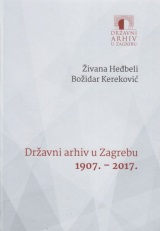 DRŽAVNI
ARHIV
U ZAGREBU
Živana Heđbeli
Božidar Kereković
Državni arhiv u Zagrebu
1907. – 2017.